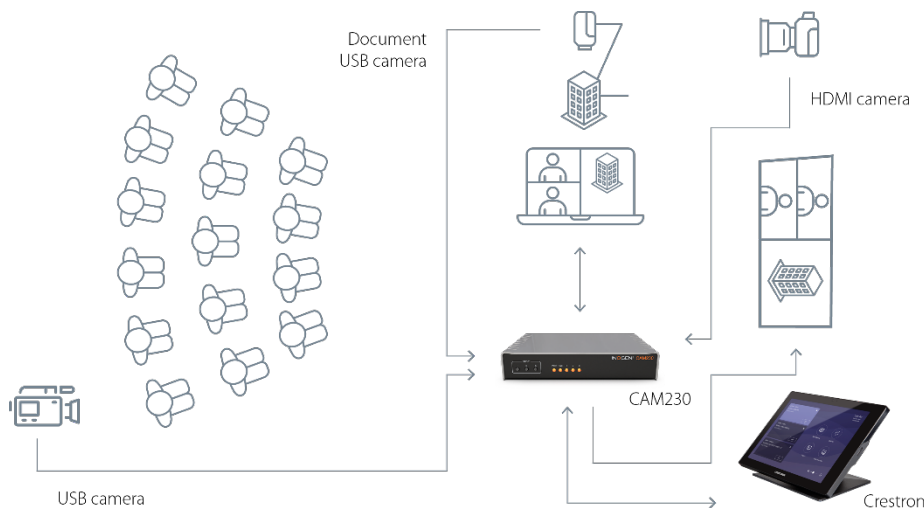 Document
USB camera
HDMI camera
INOGENI CAM230
CAM230
USB camera
Crestron